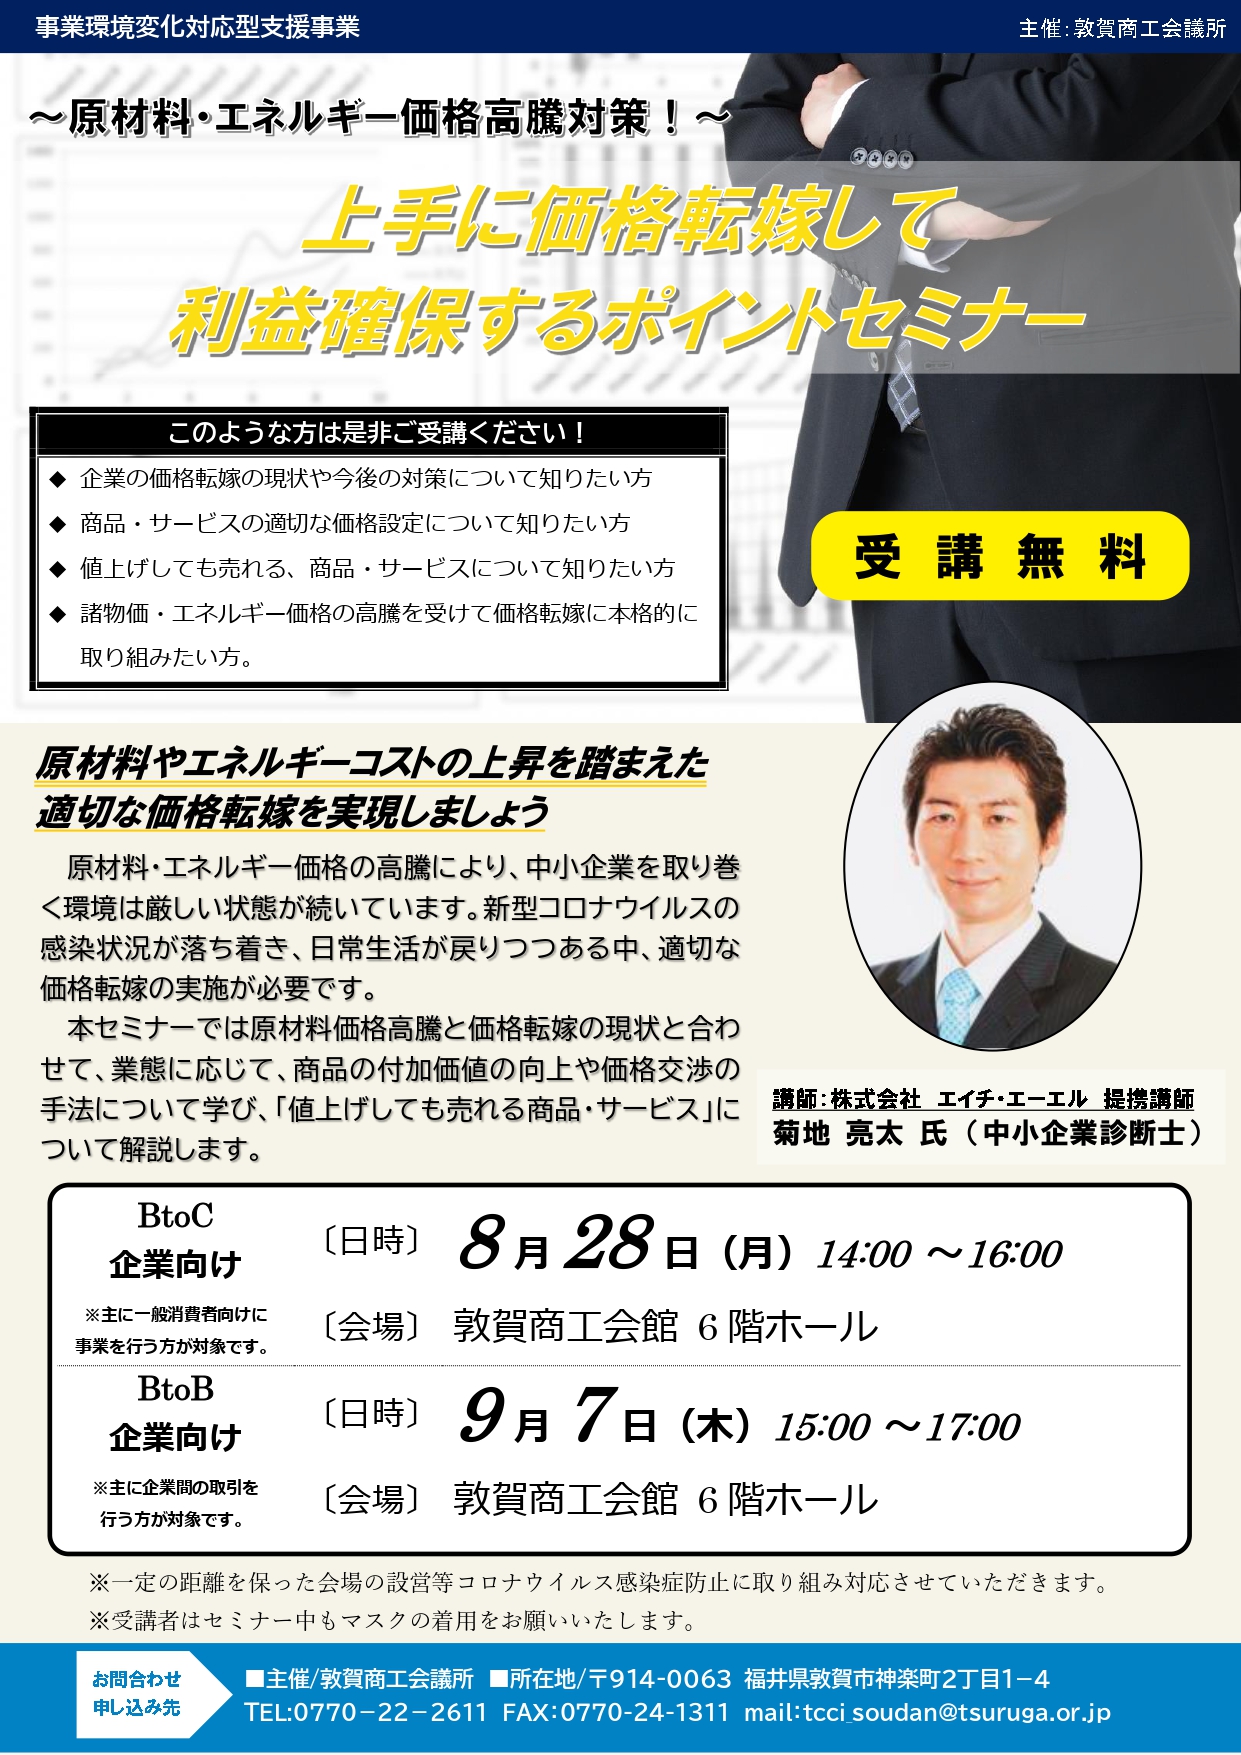 事業環境変化対応型支援事業
主催:敦賀商工会議所
～原材料・エネルギー価格高騰対策！～
上手に価格転嫁して
利益確保するポイントセミナー
このような方は是非ご受講ください！
◆ 企業の価格転嫁の現状や今後の対策について知りたい方
◆ 商品・サービスの適切な価格設定について知りたい方
◆ 値上げしても売れる、商品・サービスについて知りたい方
◆ 諸物価・エネルギー価格の高騰を受けて価格転嫁に本格的に
取り組みたい方。
受 講 無 料
原材料やエネルギーコストの上昇を踏まえた
適切な価格転嫁を実現しましょう
原材料・エネルギー価格の高騰により、中小企業を取り巻
く環境は厳しい状態が続いています。新型コロナウイルスの
感染状況が落ち着き、日常生活が戻りつつある中、適切な
価格転嫁の実施が必要です。
本セミナーでは原材料価格高騰と価格転嫁の現状と合わ
せて、業態に応じて、商品の付加価値の向上や価格交渉の
手法について学び、「値上げしても売れる商品・サービス」に
ついて解説します。
講師:株式会社 エイチ・エーエル 提携講師
菊地 亮太 氏（中小企業診断士）
BtoC
企業向け
※主に一般消費者向けに
事業を行う方が対象です。
〔日時〕 8月28日（月）14:00 ～16:00
〔会場〕 敦賀商工会館 6階ホール
BtoB
企業向け
※主に企業間の取引を
行う方が対象です。
〔日時〕 9月 7日（木）15:00 ～17:00
〔会場〕 敦賀商工会館 6階ホール
※一定の距離を保った会場の設営等コロナウイルス感染症防止に取り組み対応させていただきます。
※受講者はセミナー中もマスクの着用をお願いいたします。
お問合わせ
申し込み先
■主催/敦賀商工会議所 ■所在地/〒914-0063 福井県敦賀市神楽町2丁目1−4
TEL:0770−22−2611 FAX:0770-24-1311 mail:tcci_soudan@tsuruga.or.jp